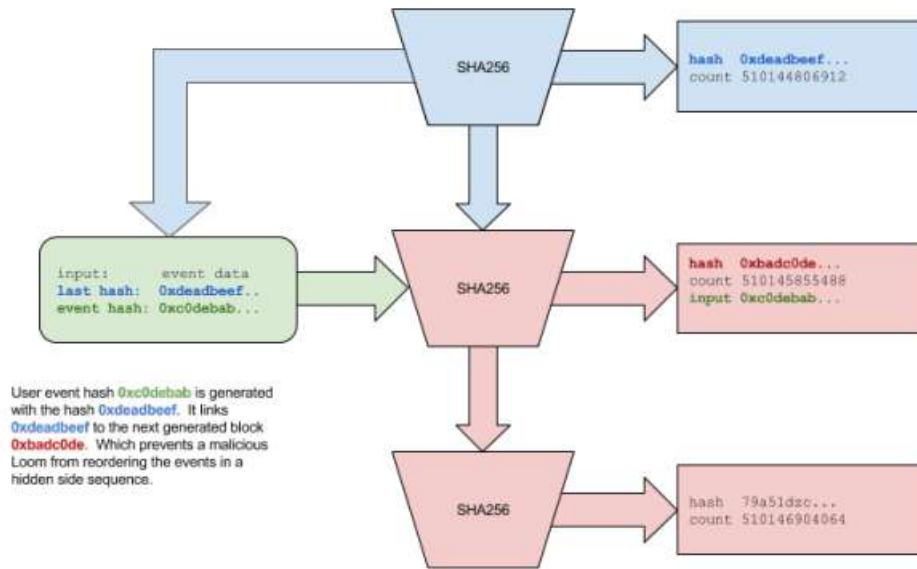 SHA256
hash 0xdeadbeef...
count 510144806912
input: event data
last hash: 0xdeadbeef..
event hash: 0xc0debab...
SHA256
hash 0xbadc0de...
count 510145855488
input 0xc0debab...
User event hash 0xc0debab is generated
with the hash 0xdeadbeef. It links
0xdeadbeef to the next generated block
0xbadc0de. Which prevents a malicious
Loom from reordering the events in a
hidden side sequence.
SHA256
hash 79a51dzc...
count 510146904064